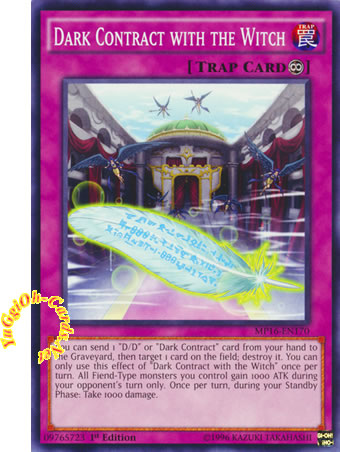 DARK CONTRACT WITH THE WITCH
TRAP
罠
[TRAP CARD]
YuGgiOh-Cards.net
MP16-EN170
You can send 1 "D/D" or "Dark Contract" card from your hand to
the Graveyard, then target 1 card on the field; destroy it. You can
only use this effect of "Dark Contract with the Witch" once per
turn. All Fiend-Type monsters you control gain 1000 ATK during
your opponent's turn only. Once per turn, during your Standby
Phase: Take 1000 damage.
09765723 1st Edition
©1996 KAZUKI TAKAHASHI